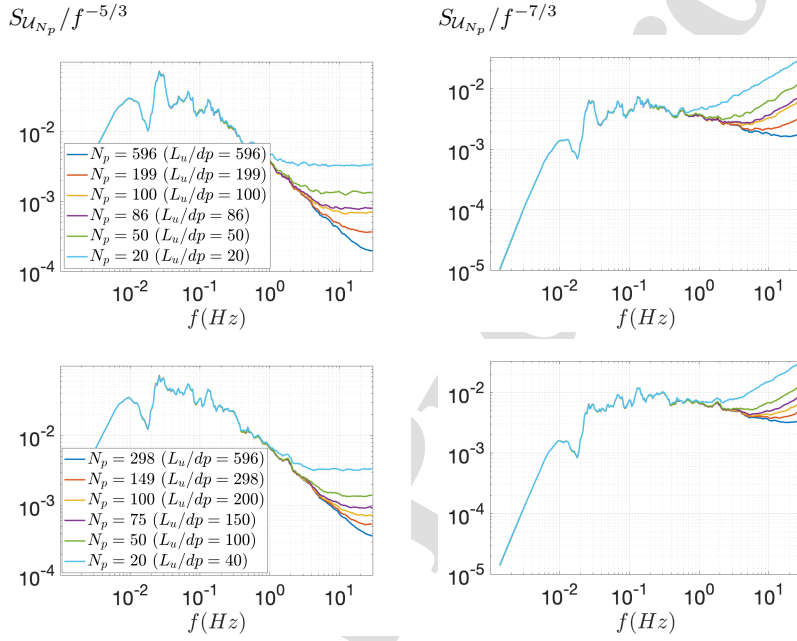 S_{U_{N_p}}/f^{-5/3}
S_{U_{N_p}}/f^{-7/3}
10^{-2}
10^{-3}
10^{-4}
N_p = 596 (L_u/dp = 596)
N_p = 199 (L_u/dp = 199)
N_p = 100 (L_u/dp = 100)
N_p = 86 (L_u/dp = 86)
N_p = 50 (L_u/dp = 50)
N_p = 20 (L_u/dp = 20)
10^{-2} 10^{-1} 10^{0} 10^{1}
f(Hz)
10^{-2}
10^{-3}
10^{-4}
10^{-5}
10^{-2} 10^{-1} 10^{0} 10^{1}
f(Hz)
10^{-2}
10^{-3}
10^{-4}
N_p = 298 (L_u/dp = 596)
N_p = 149 (L_u/dp = 298)
N_p = 100 (L_u/dp = 200)
N_p = 75 (L_u/dp = 150)
N_p = 50 (L_u/dp = 100)
N_p = 20 (L_u/dp = 40)
10^{-2} 10^{-1} 10^{0} 10^{1}
f(Hz)
10^{-2}
10^{-3}
10^{-4}
10^{-5}
10^{-2} 10^{-1} 10^{0} 10^{1}
f(Hz)